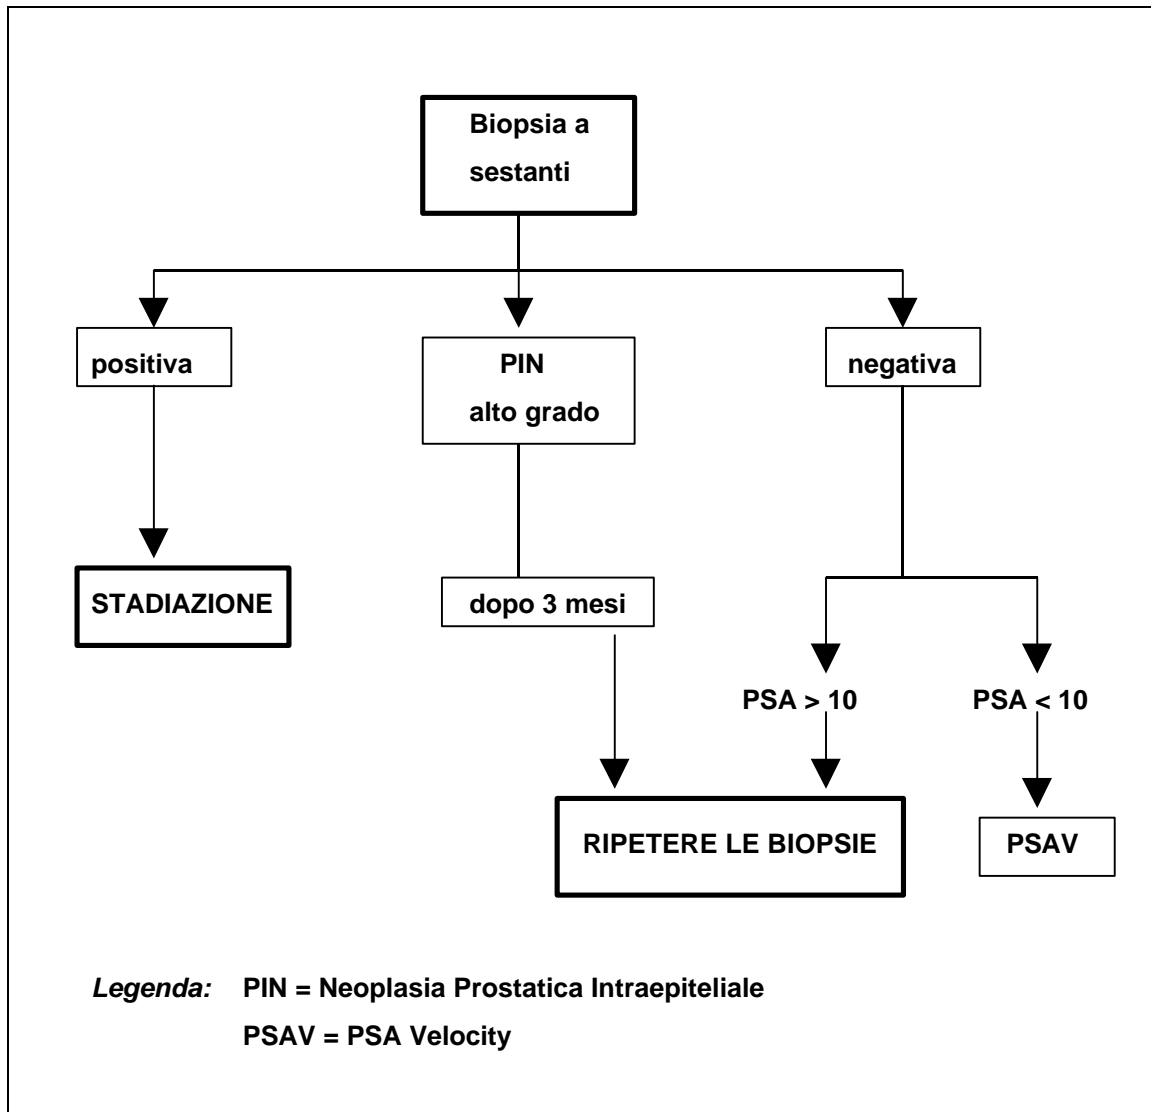 Biopsia a
sestanti
positiva
PIN
alto grado
negativa
STADIAZIONE
dopo 3 mesi
PSA > 10
PSA < 10
RIPETERE LE BIOPSIE
PSAV
Legenda: PIN = Neoplasia Prostatica Intraepiteliale
PSAV = PSA Velocity